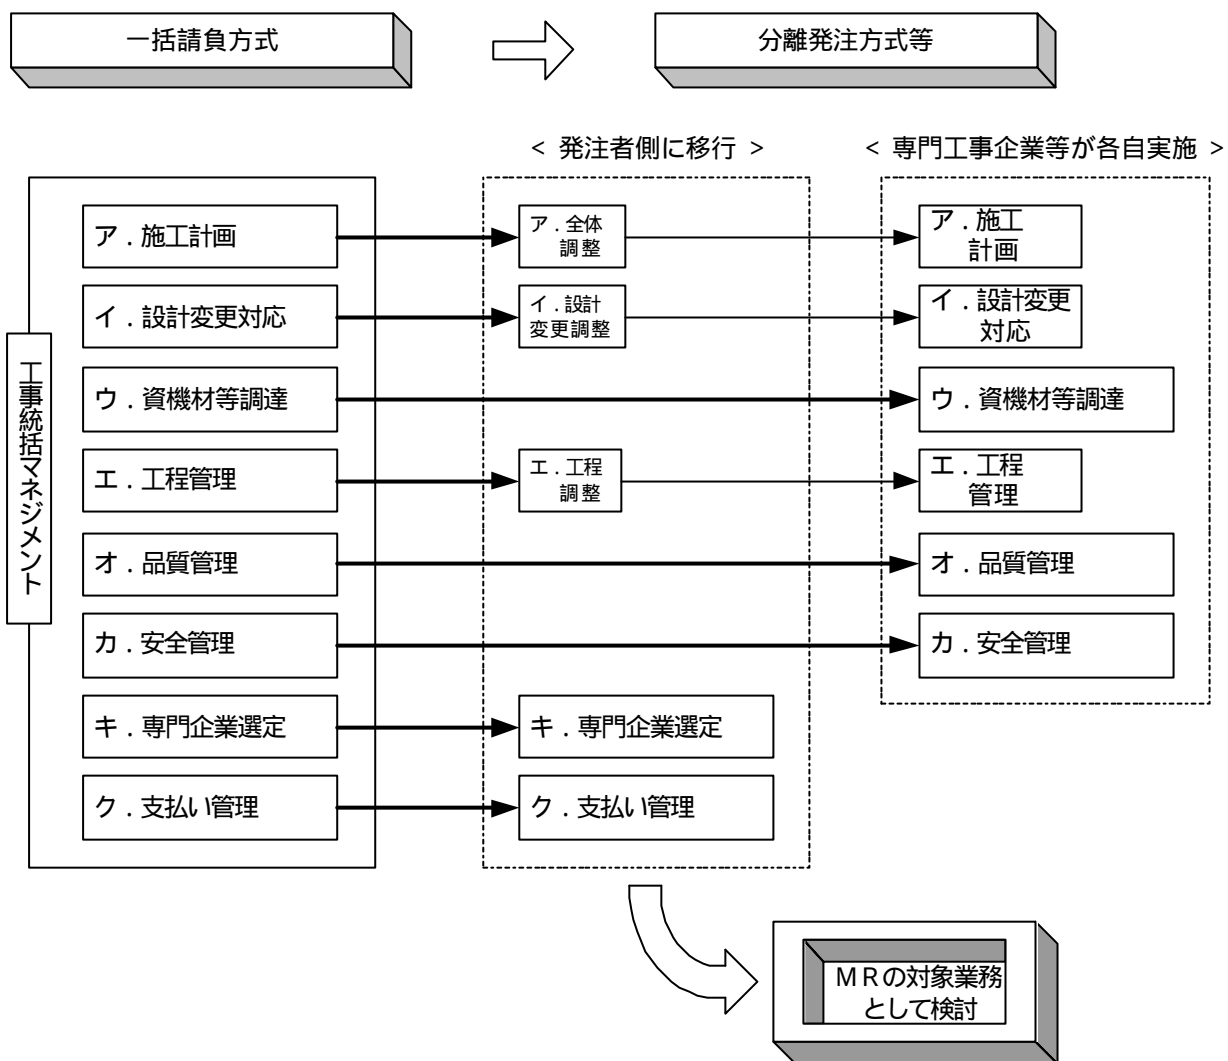 一括請負方式
分離発注方式等
< 発注者側に移行 >
< 専門工事企業等が各自実施 >
工事統括マネジメント
ア．施工計画
ア．全体
調整
ア．施工
計画
イ．設計変更対応
イ．設計
変更調整
イ．設計変更
対応
ウ．資機材等調達
ウ．資機材等調達
エ．工程管理
エ．工程
調整
エ．工程
管理
オ．品質管理
オ．品質管理
カ．安全管理
カ．安全管理
キ．専門企業選定
キ．専門企業選定
ク．支払い管理
ク．支払い管理
ＭＲの対象業務
として検討